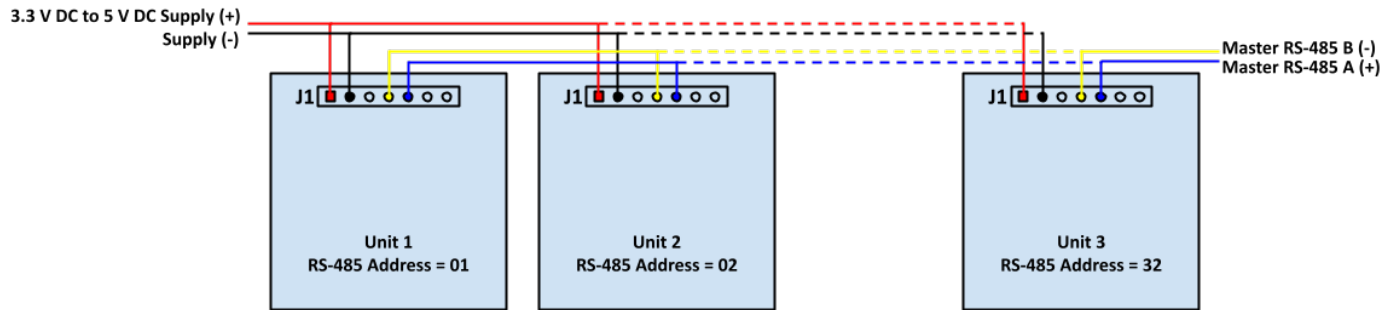 3.3 V DC to 5 V DC Supply (+)
Supply (-)
Master RS-485 B (-)
Master RS-485 A (+)
J1
J1
J1
Unit 1
RS-485 Address = 01
Unit 2
RS-485 Address = 02
Unit 3
RS-485 Address = 32